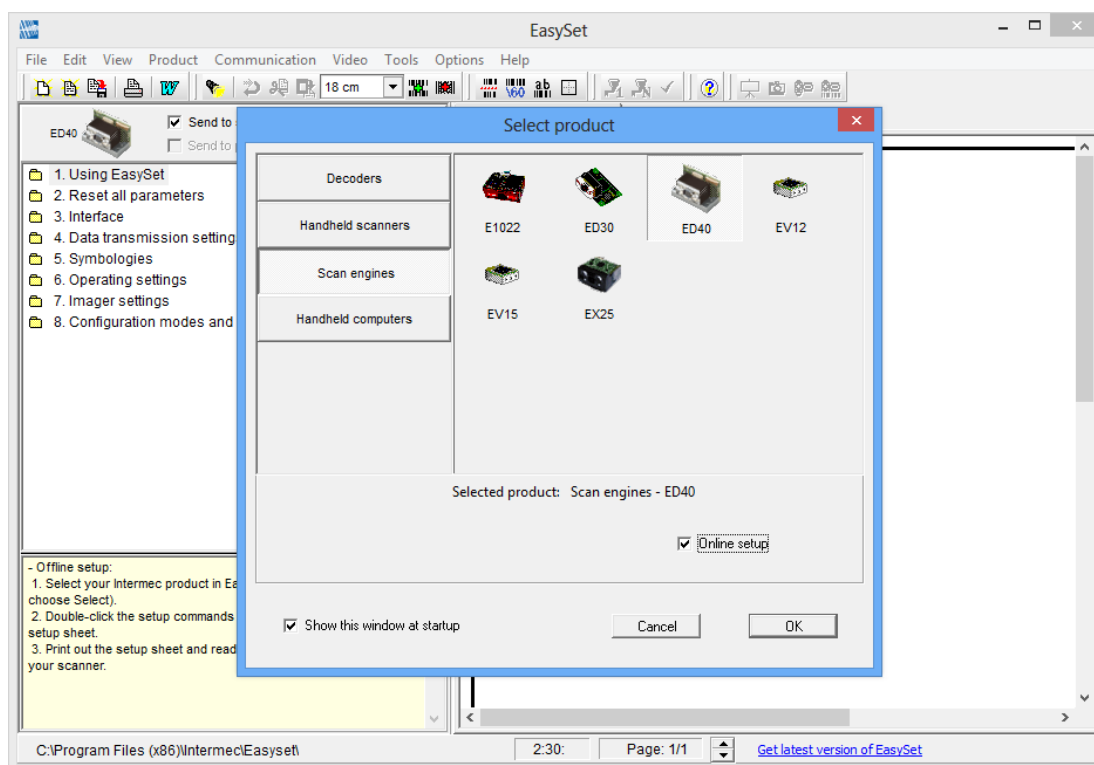 EasySet
File Edit View Product Communication Video Tools Options Help
18 cm
ED40
Send to
Send to
1. Using EasySet
2. Reset all parameters
3. Interface
4. Data transmission setting
5. Symbologies
6. Operating settings
7. Imager settings
8. Configuration modes and
- Offline setup:
1. Select your Intermec product in Ea
choose Select).
2. Double-click the setup commands
setup sheet.
3. Print out the setup sheet and read
your scanner.
Select product
Decoders
Handheld scanners
Scan engines
Handheld computers
E1022 ED30 ED40 EV12
EV15 EX25
Selected product: Scan engines - ED40
Online setup
Show this window at startup
Cancel OK
C:\Program Files (x86)\Intermec\Easyset\ 2:30: Page: 1/1 Get latest version of EasySet